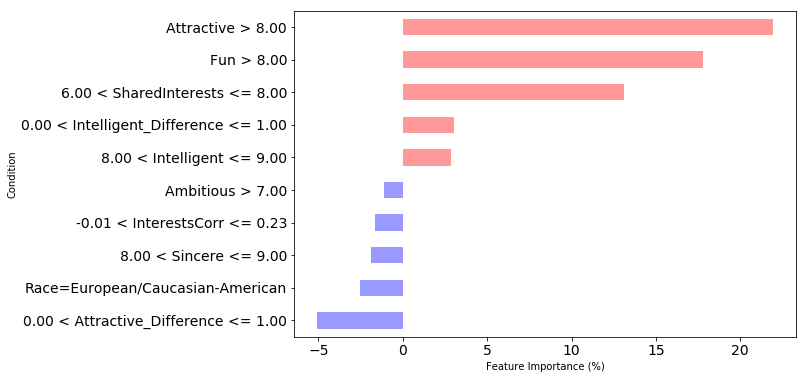 Attractive > 8.00
Fun > 8.00
6.00 < SharedInterests <= 8.00
0.00 < Intelligent_Difference <= 1.00
8.00 < Intelligent <= 9.00
Ambitious > 7.00
-0.01 < InterestsCorr <= 0.23
8.00 < Sincere <= 9.00
Race=European/Caucasian-American
0.00 < Attractive_Difference <= 1.00
Condition
−5 0 5 10 15 20
Feature Importance (%)